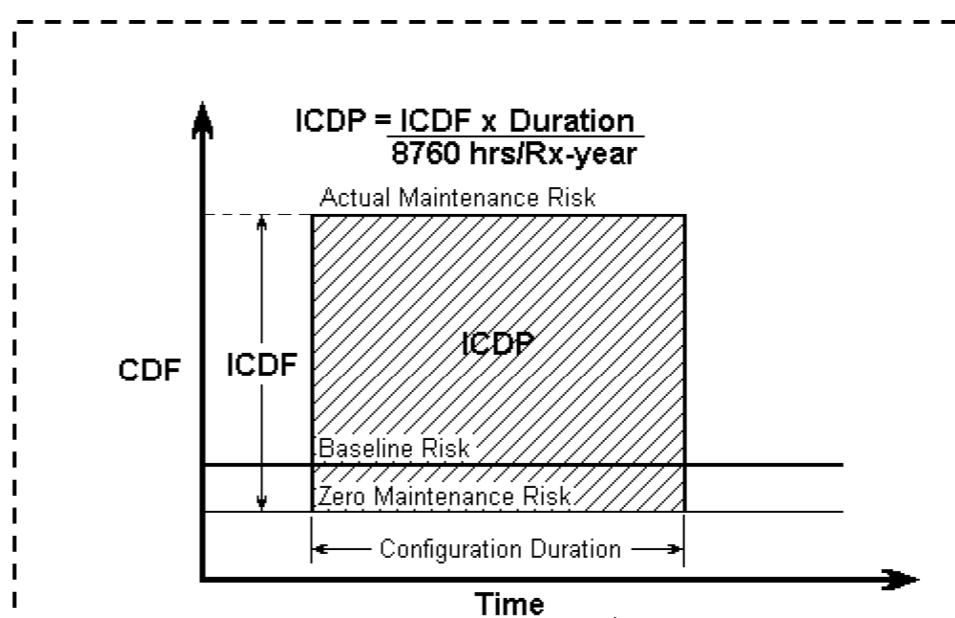 ICDP = ICDF x Duration
8760 hrs/Rx-year
Actual Maintenance Risk
CDF
ICDF
ICDP
Baseline Risk
Zero Maintenance Risk
Configuration Duration
Time